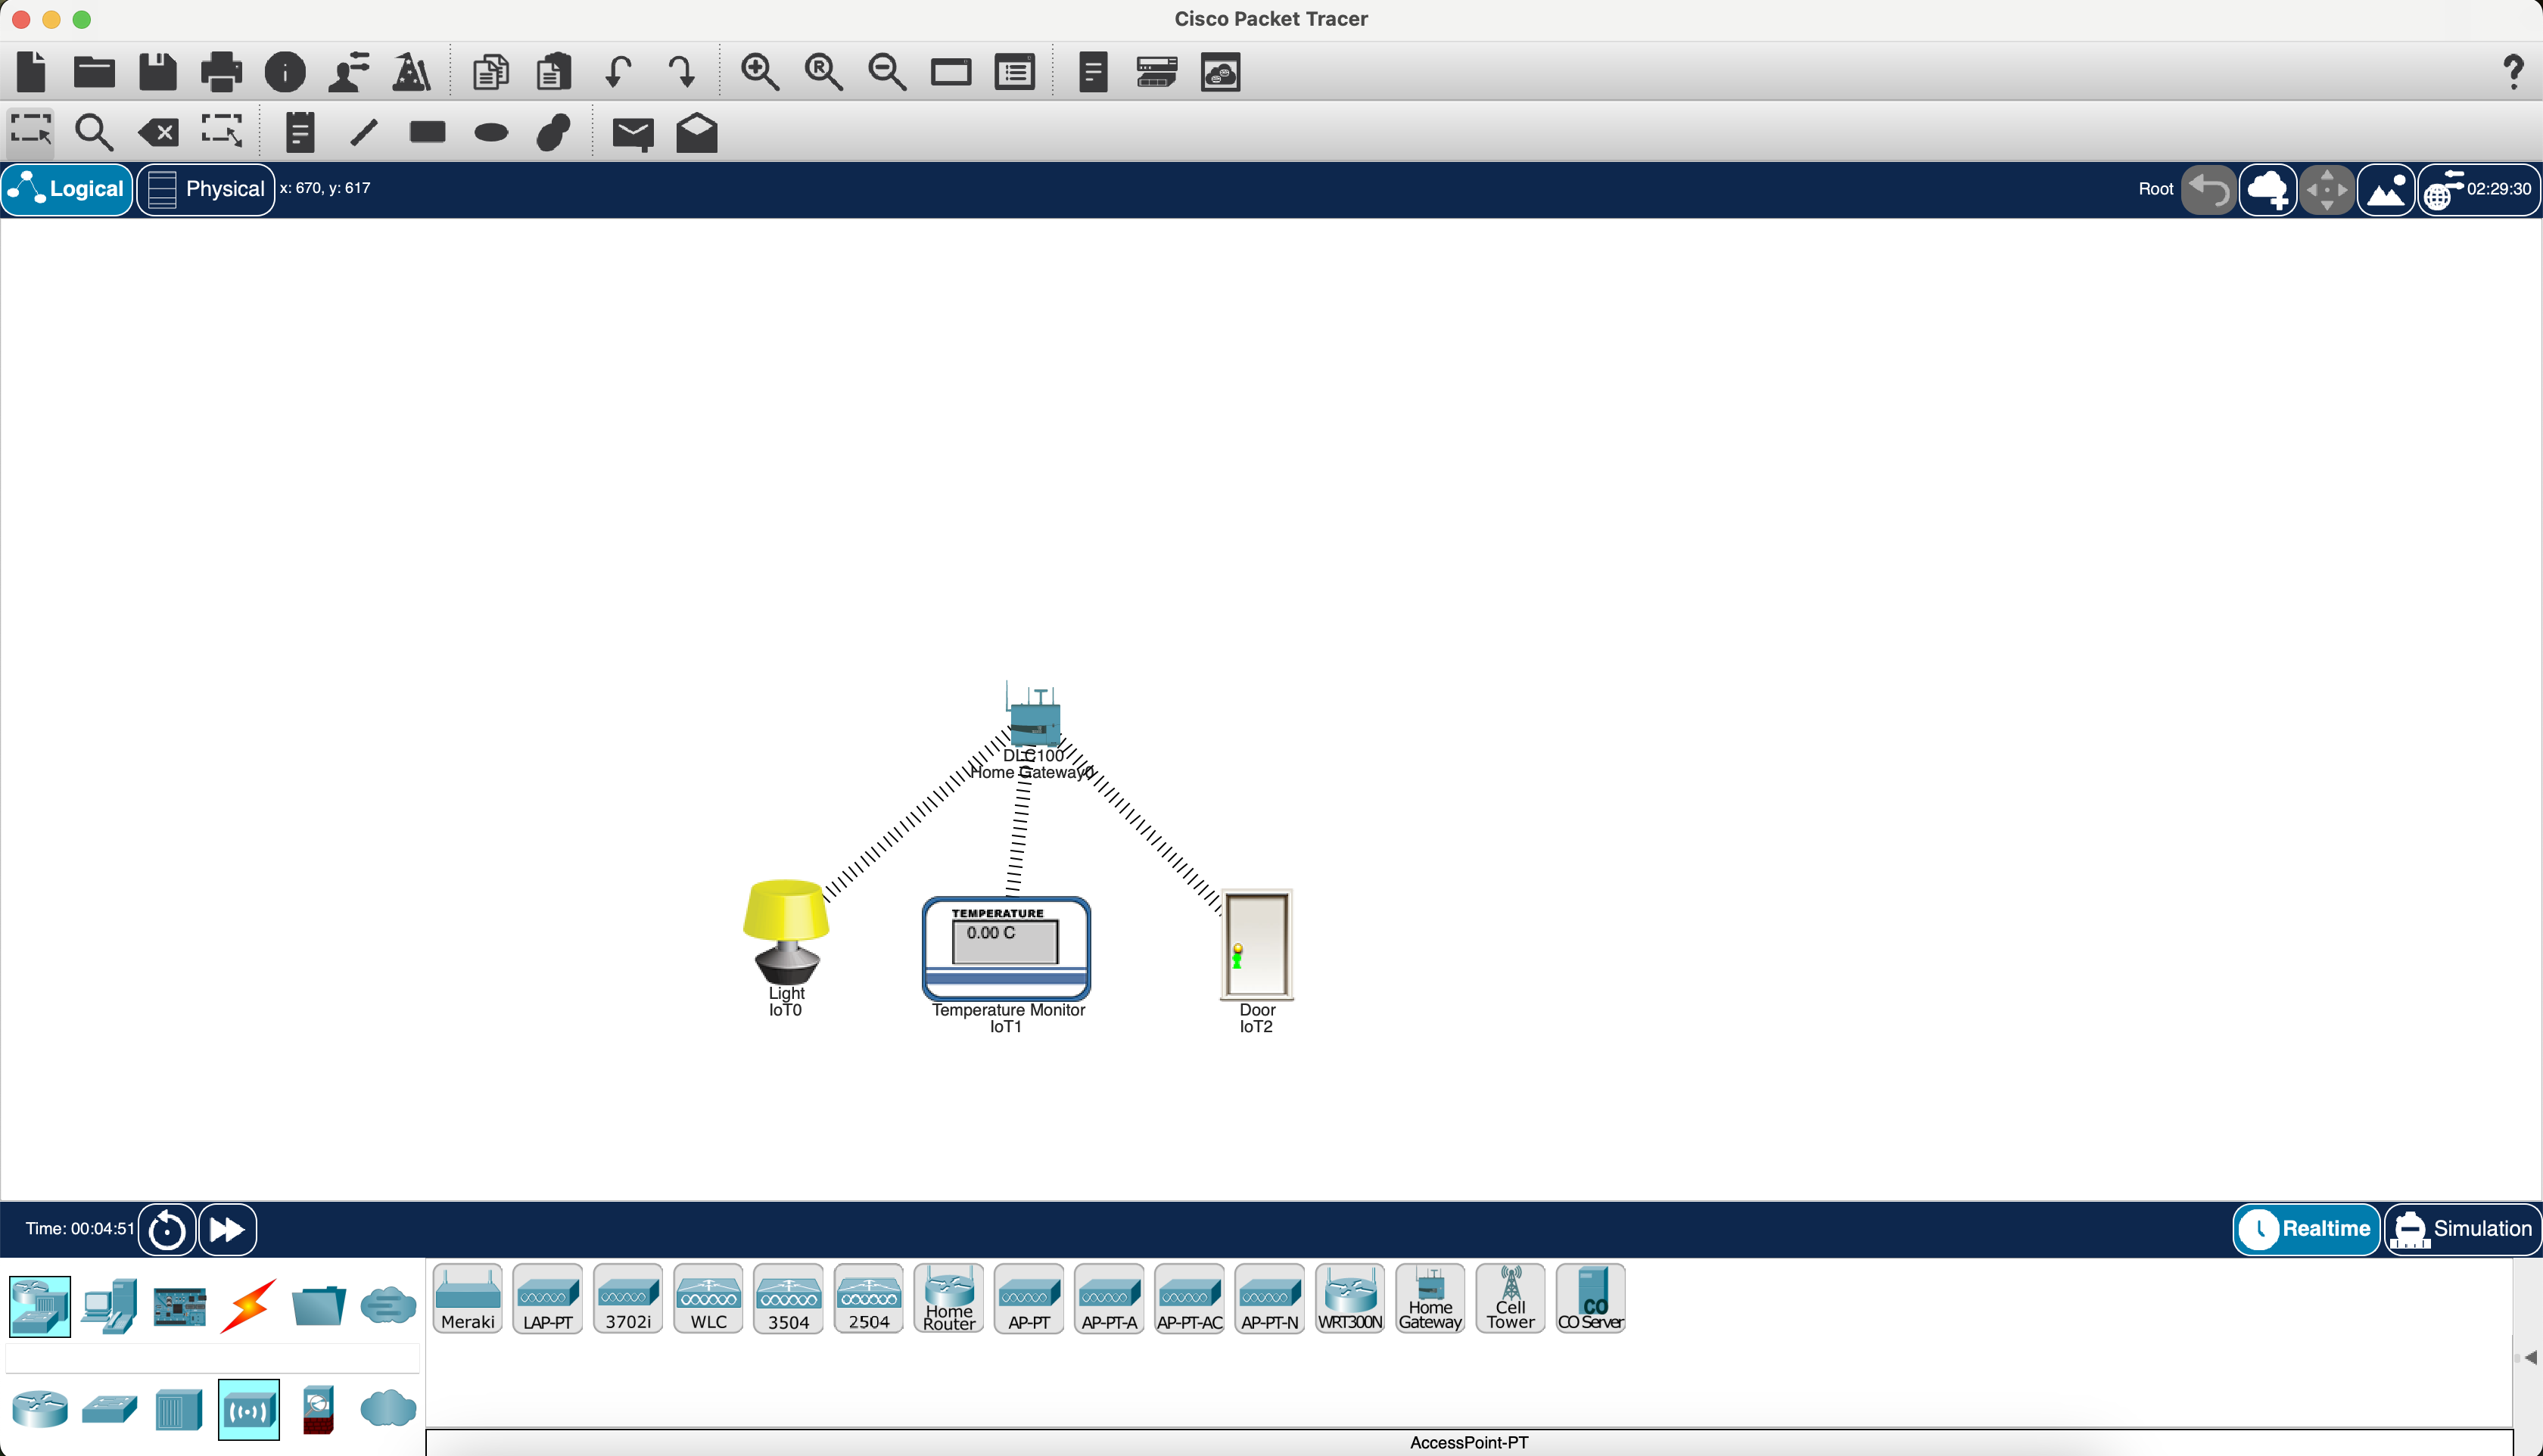 Cisco Packet Tracer
Logical
Physical
x: 670, y: 617
Root
02:29:30
DLC100
Home Gateway0
TEMPERATURE
0.00 C
Light
IoT0
Temperature Monitor
IoT1
Door
IoT2
Time: 00:04:51
Realtime
Simulation
Meraki
LAP-PT
3702i
WLC
3504
2504
Home
Router
AP-PT
AP-PT-A
AP-PT-AC
AP-PT-N
WRT300N
Home
Gateway
Cell
Tower
CO
CO Server
AccessPoint-PT